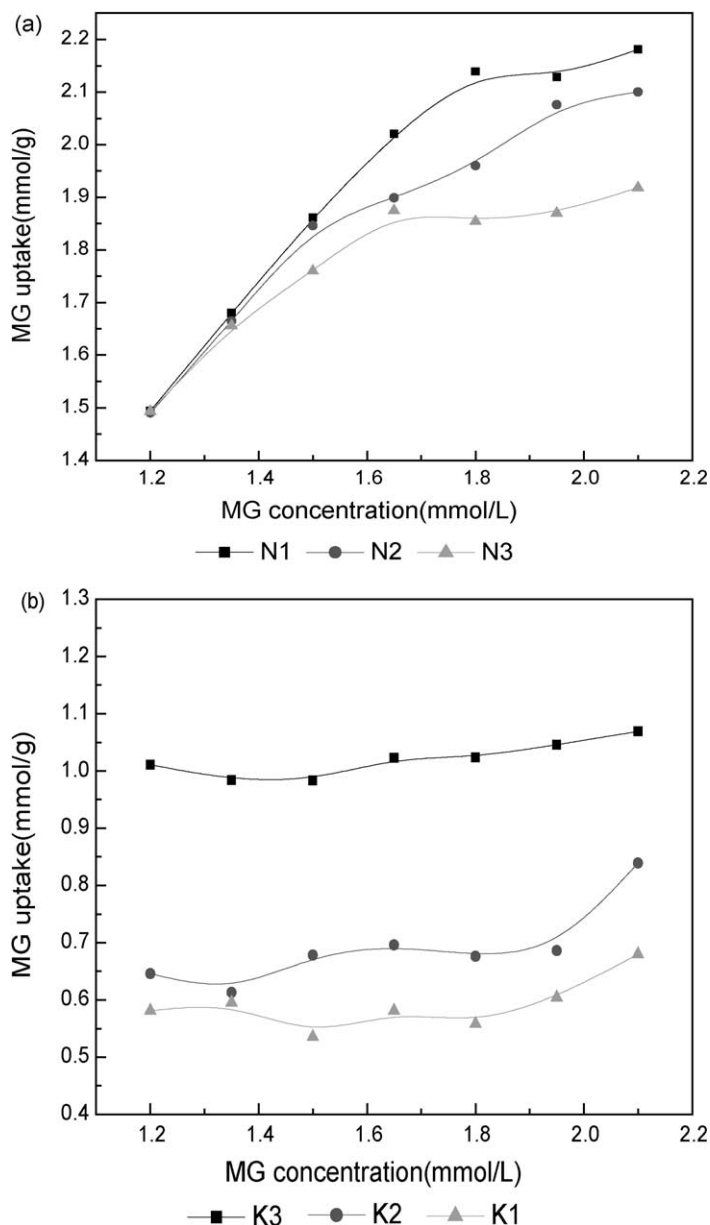 (a)
2.2
2.1
2.0
1.9
1.8
1.7
1.6
1.5
1.4
MG uptake(mmol/g)
1.2 1.4 1.6 1.8 2.0 2.2
MG concentration(mmol/L)
N1 N2 N3
(b)
1.3
1.2
1.1
1.0
0.9
0.8
0.7
0.6
0.5
0.4
MG uptake(mmol/g)
1.2 1.4 1.6 1.8 2.0 2.2
MG concentration(mmol/L)
K3 K2 K1